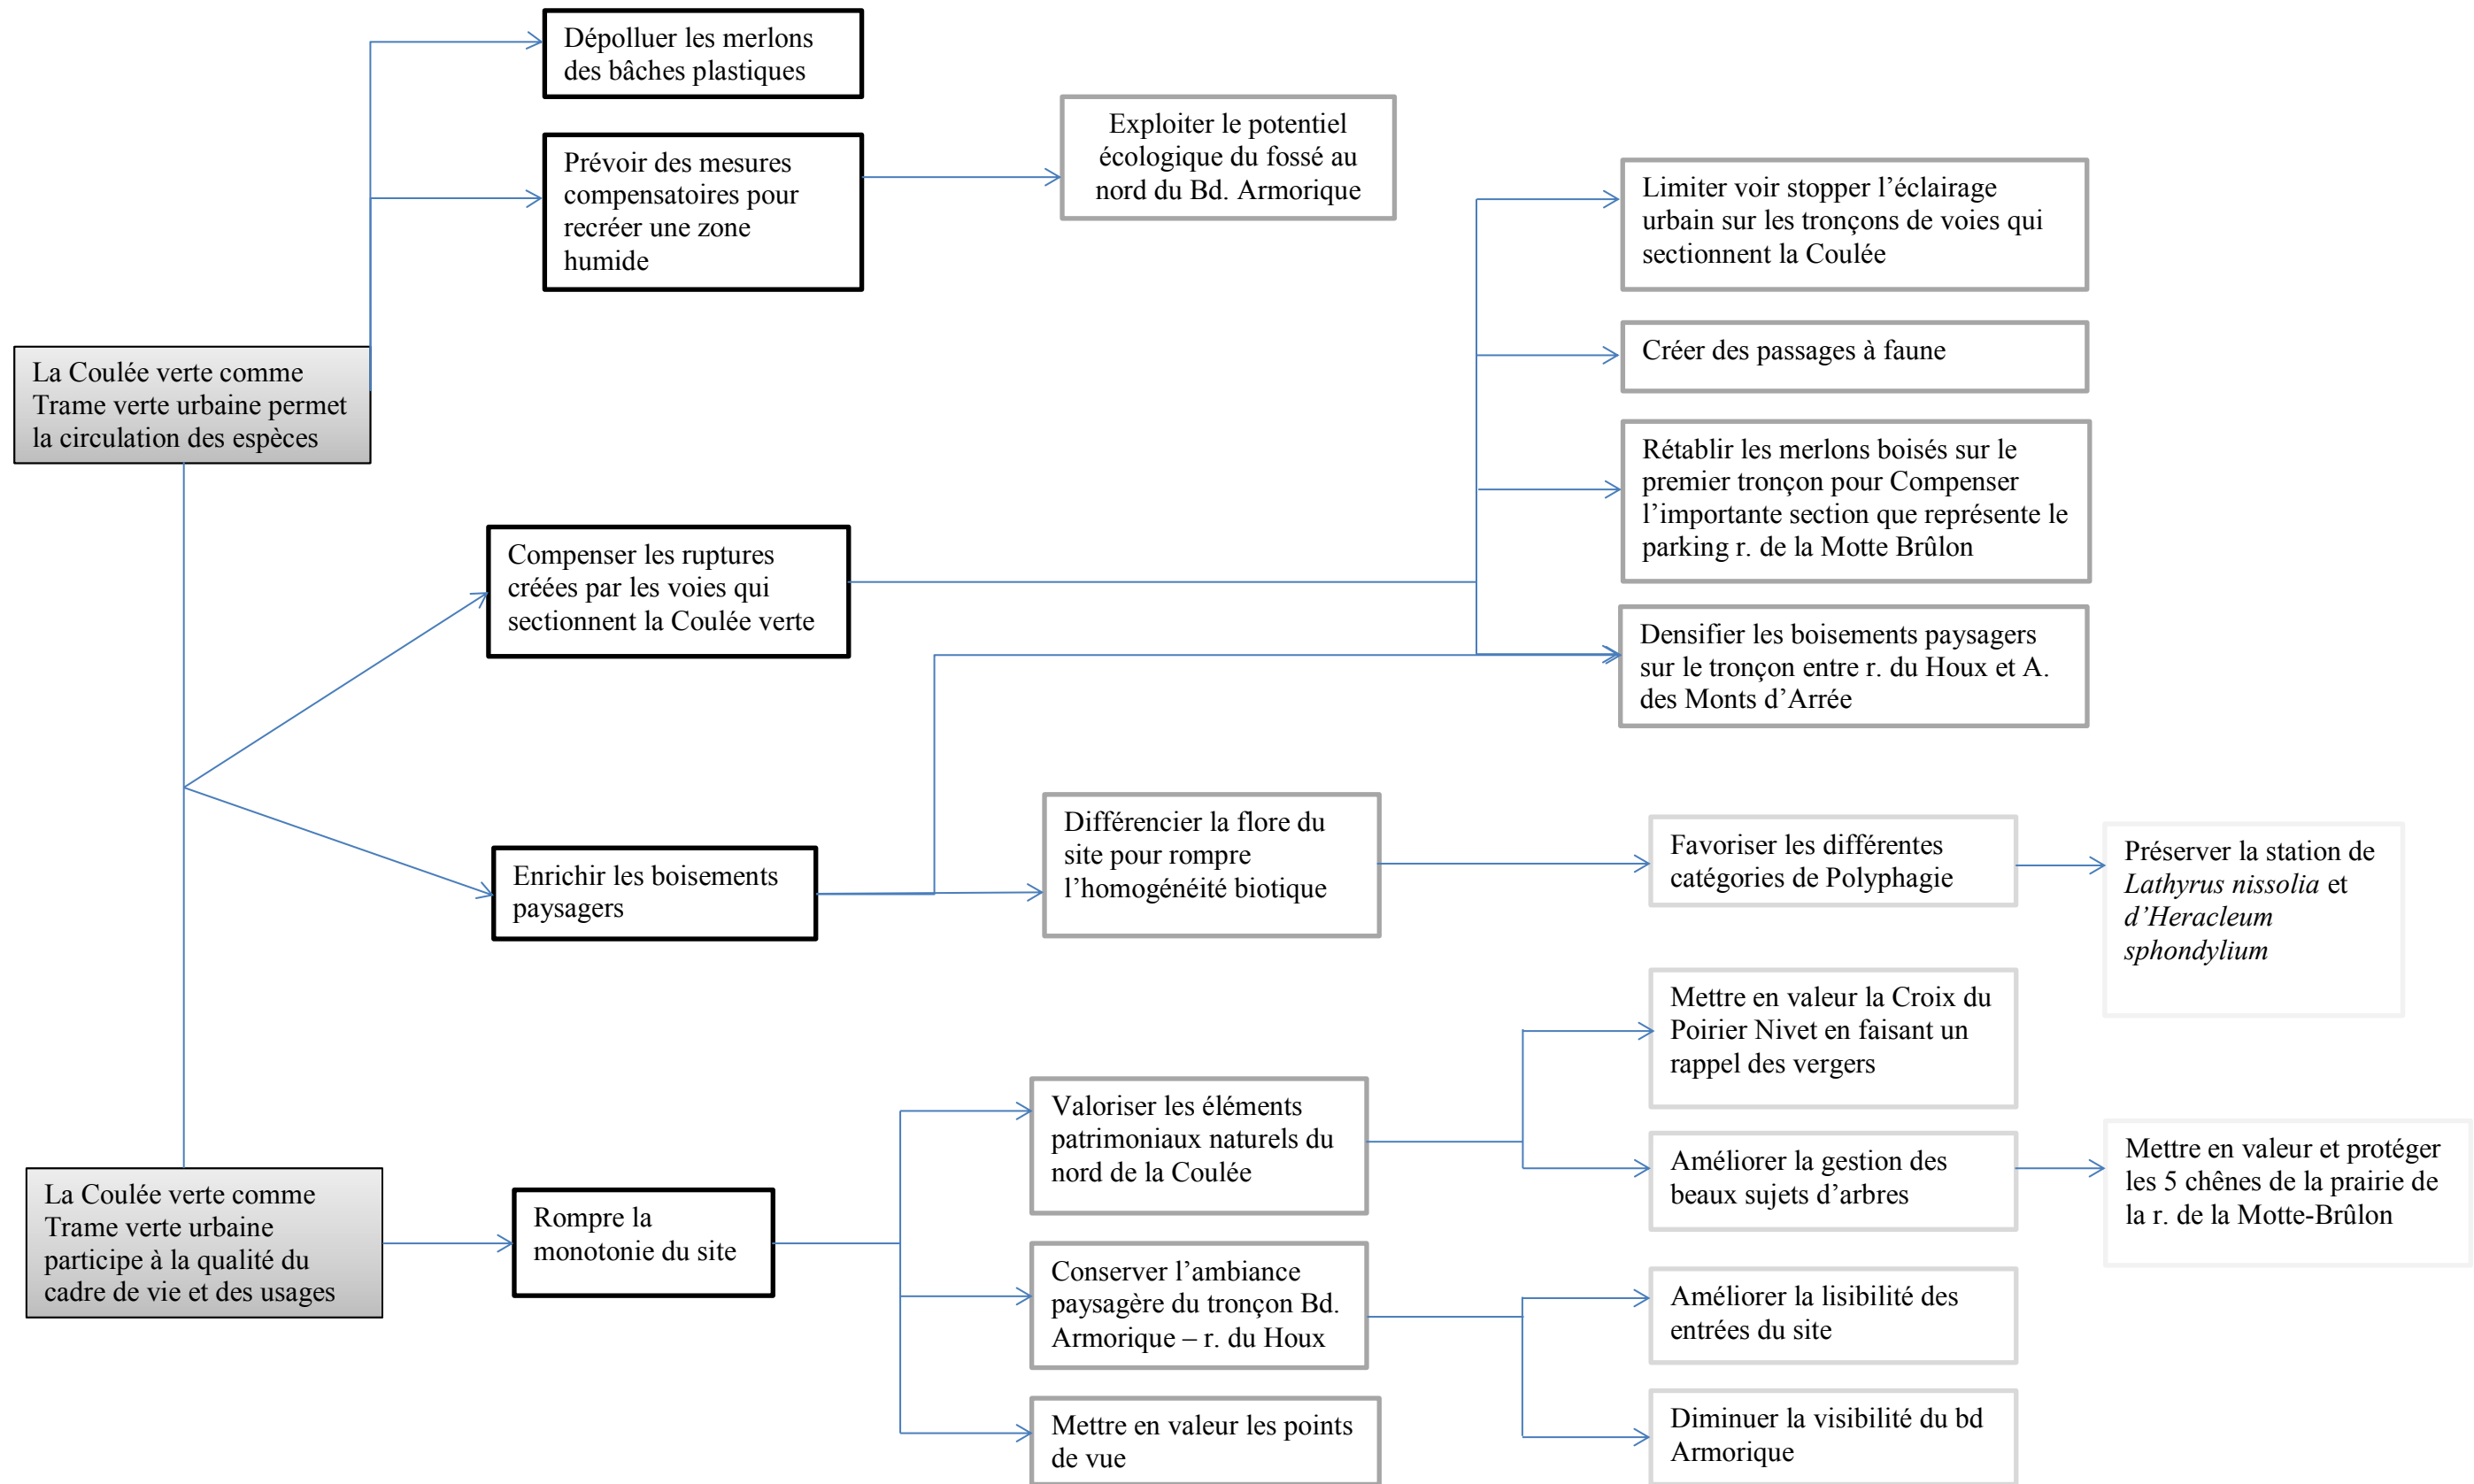 Dépolluer les merlons
des bâches plastiques
Prévoir des mesures
compensatoires pour
recréer une zone
humide
Exploiter le potentiel
écologique du fossé au
nord du Bd. Armorique
La Coulée verte comme
Trame verte urbaine permet
la circulation des espèces
Limiter voir stopper l’éclairage
urbain sur les tronçons de voies qui
sectionnent la Coulée
Créer des passages à faune
Rétablir les merlons boisés sur le
premier tronçon pour Compenser
l’importante section que représente le
parking r. de la Motte Brûlon
Compenser les ruptures
créées par les voies qui
sectionnent la Coulée verte
Densifier les boisements paysagers
sur le tronçon entre r. du Houx et A.
des Monts d’Arrée
Enrichir les boisements
paysagers
Différencier la flore du
site pour rompre
l’homogénéité biotique
Favoriser les différentes
catégories de Polyphagie
Préserver la station de
Lathyrus nissolia et
d’Heracleum
sphondylium
La Coulée verte comme
Trame verte urbaine
participe à la qualité du
cadre de vie et des usages
Rompre la
monotonie du site
Valoriser les éléments
patrimoniaux naturels du
nord de la Coulée
Mettre en valeur la Croix du
Poirier Nivet en faisant un
rappel des vergers
Améliorer la gestion des
beaux sujets d’arbres
Mettre en valeur et protéger
les 5 chênes de la prairie de
la r. de la Motte-Brûlon
Conserver l’ambiance
paysagère du tronçon Bd.
Armorique – r. du Houx
Améliorer la lisibilité des
entrées du site
Diminuer la visibilité du bd
Armorique
Mettre en valeur les points
de vue